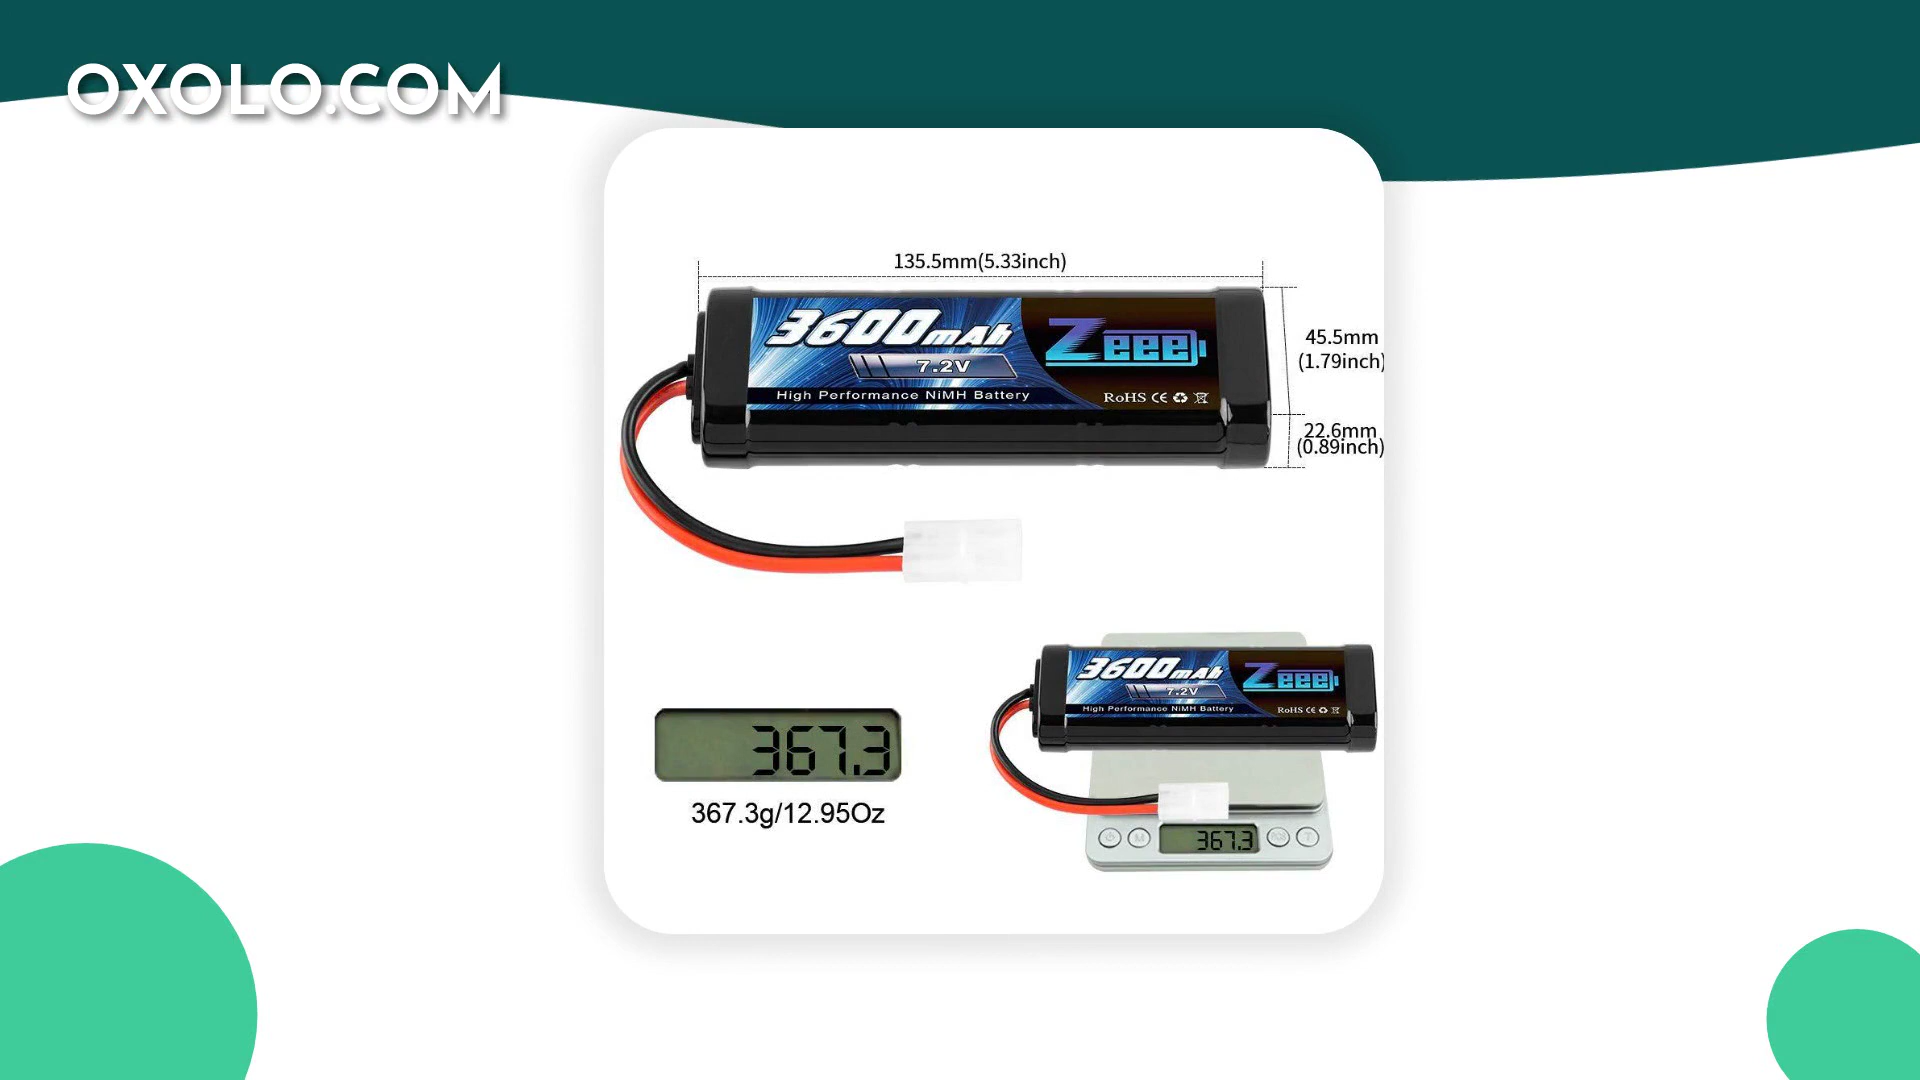 OXOLO.COM
135.5mm(5.33inch)
3600mAh
7.2V
High Performance NiMH Battery
Zeee
RoHS CE
45.5mm
(1.79inch)
22.6mm
(0.89inch)
367.3
367.3g/12.95Oz
3600mAh
7.2V
High Performance NiMH Battery
Zeee
RoHS CE
M
T
367.3